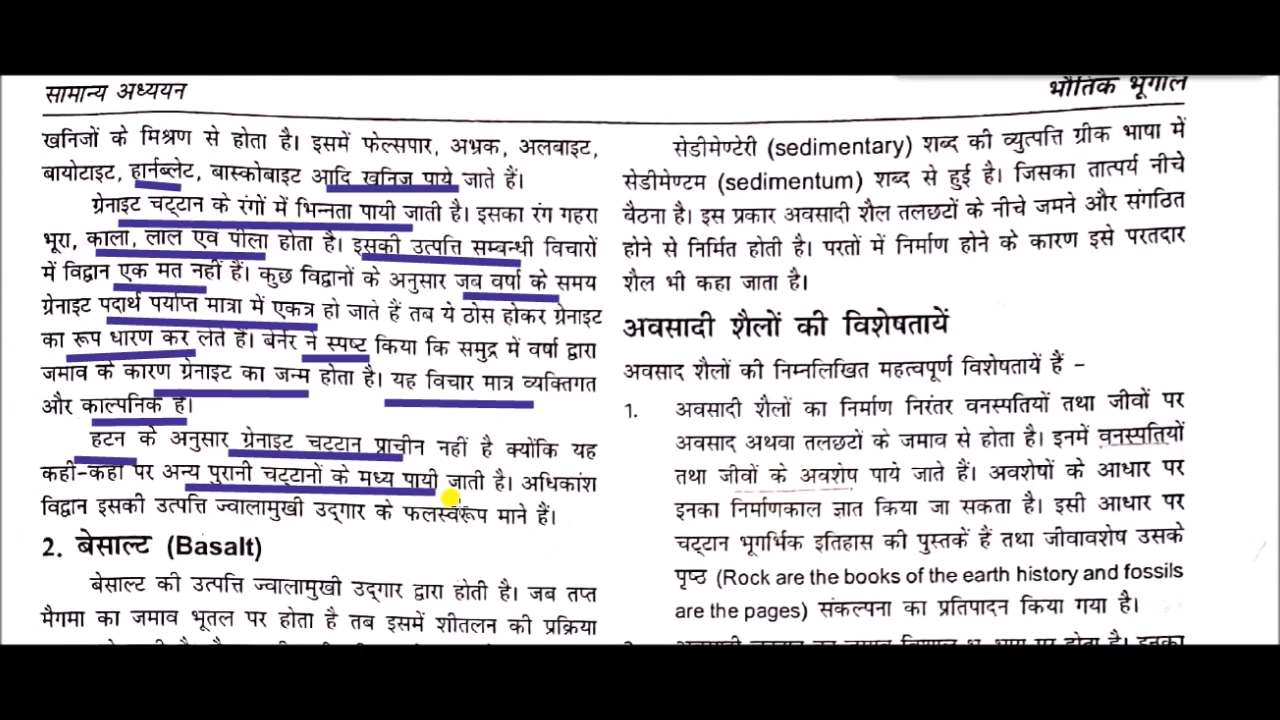 सामान्य अध्ययन
भौतिक भूगोल
खनिजों के मिश्रण से होता है। इसमें फेल्सपार, अभ्रक, अलबाइट,
बायोटाइट, हार्नब्लेट, बास्कोबाइट आदि खनिज पाये जाते हैं।
ग्रेनाइट चट्टान के रंगों में भिन्नता पायी जाती है। इसका रंग गहरा
भूरा, काला, लाल एवं पीला होता है। इसकी उत्पत्ति सम्बन्धी विचारों
में विद्वान एक मत नहीं हैं। कुछ विद्वानों के अनुसार जब वर्षा के समय
ग्रेनाइट पदार्थ पर्याप्त मात्रा में एकत्र हो जाते हैं तब ये ठोस होकर ग्रेनाइट
का रूप धारण कर लेते हैं। बेर्नर ने स्पष्ट किया कि समुद्र में वर्षा द्वारा
जमाव के कारण ग्रेनाइट का जन्म होता है। यह विचार मात्र व्यक्तिगत
और काल्पनिक है।
हटन के अनुसार ग्रेनाइट चट्टान प्राचीन नहीं है क्योंकि यह
कहीं-कहीं पर अन्य पुरानी चट्टानों के मध्य पायी जाती है। अधिकांश
विद्वान इसकी उत्पत्ति ज्वालामुखी उद्गार के फलस्वरूप माने हैं।
2. बेसाल्ट (Basalt)
बेसाल्ट की उत्पत्ति ज्वालामुखी उद्गार द्वारा होती है। जब तप्त
मैगमा का जमाव भूतल पर होता है तब इसमें शीतलन की प्रक्रिया
सेडीमेण्टेरी (sedimentary) शब्द की व्युत्पत्ति ग्रीक भाषा में
सेडीमेण्टम (sedimentum) शब्द से हुई है। जिसका तात्पर्य नीचे
बैठना है। इस प्रकार अवसादी शैल तलछटों के नीचे जमने और संगठित
होने से निर्मित होती है। परतों में निर्माण होने के कारण इसे परतदार
शैल भी कहा जाता है।
अवसादी शैलों की विशेषतायें
अवसाद शैलों की निम्नलिखित महत्वपूर्ण विशेषतायें हैं -
1. अवसादी शैलों का निर्माण निरंतर वनस्पतियों तथा जीवों पर
अवसाद अथवा तलछटों के जमाव से होता है। इनमें वनस्पतियों
तथा जीवों के अवशेष पाये जाते हैं। अवशेषों के आधार पर
इनका निर्माणकाल ज्ञात किया जा सकता है। इसी आधार पर
चट्टान भूगर्भिक इतिहास की पुस्तकें हैं तथा जीवावशेष उसके
पृष्ठ (Rock are the books of the earth history and fossils
are the pages) संकल्पना का प्रतिपादन किया गया है।